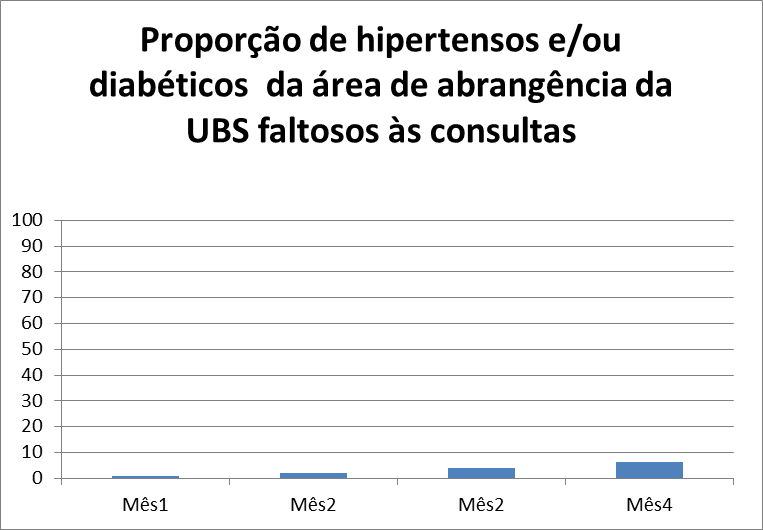 Proporção de hipertensos e/ou
diabéticos  da área de abrangência da
UBS faltosos às consultas
100
90
80
70
60
50
40
30
20
10
0
Mês1 Mês2 Mês2 Mês4